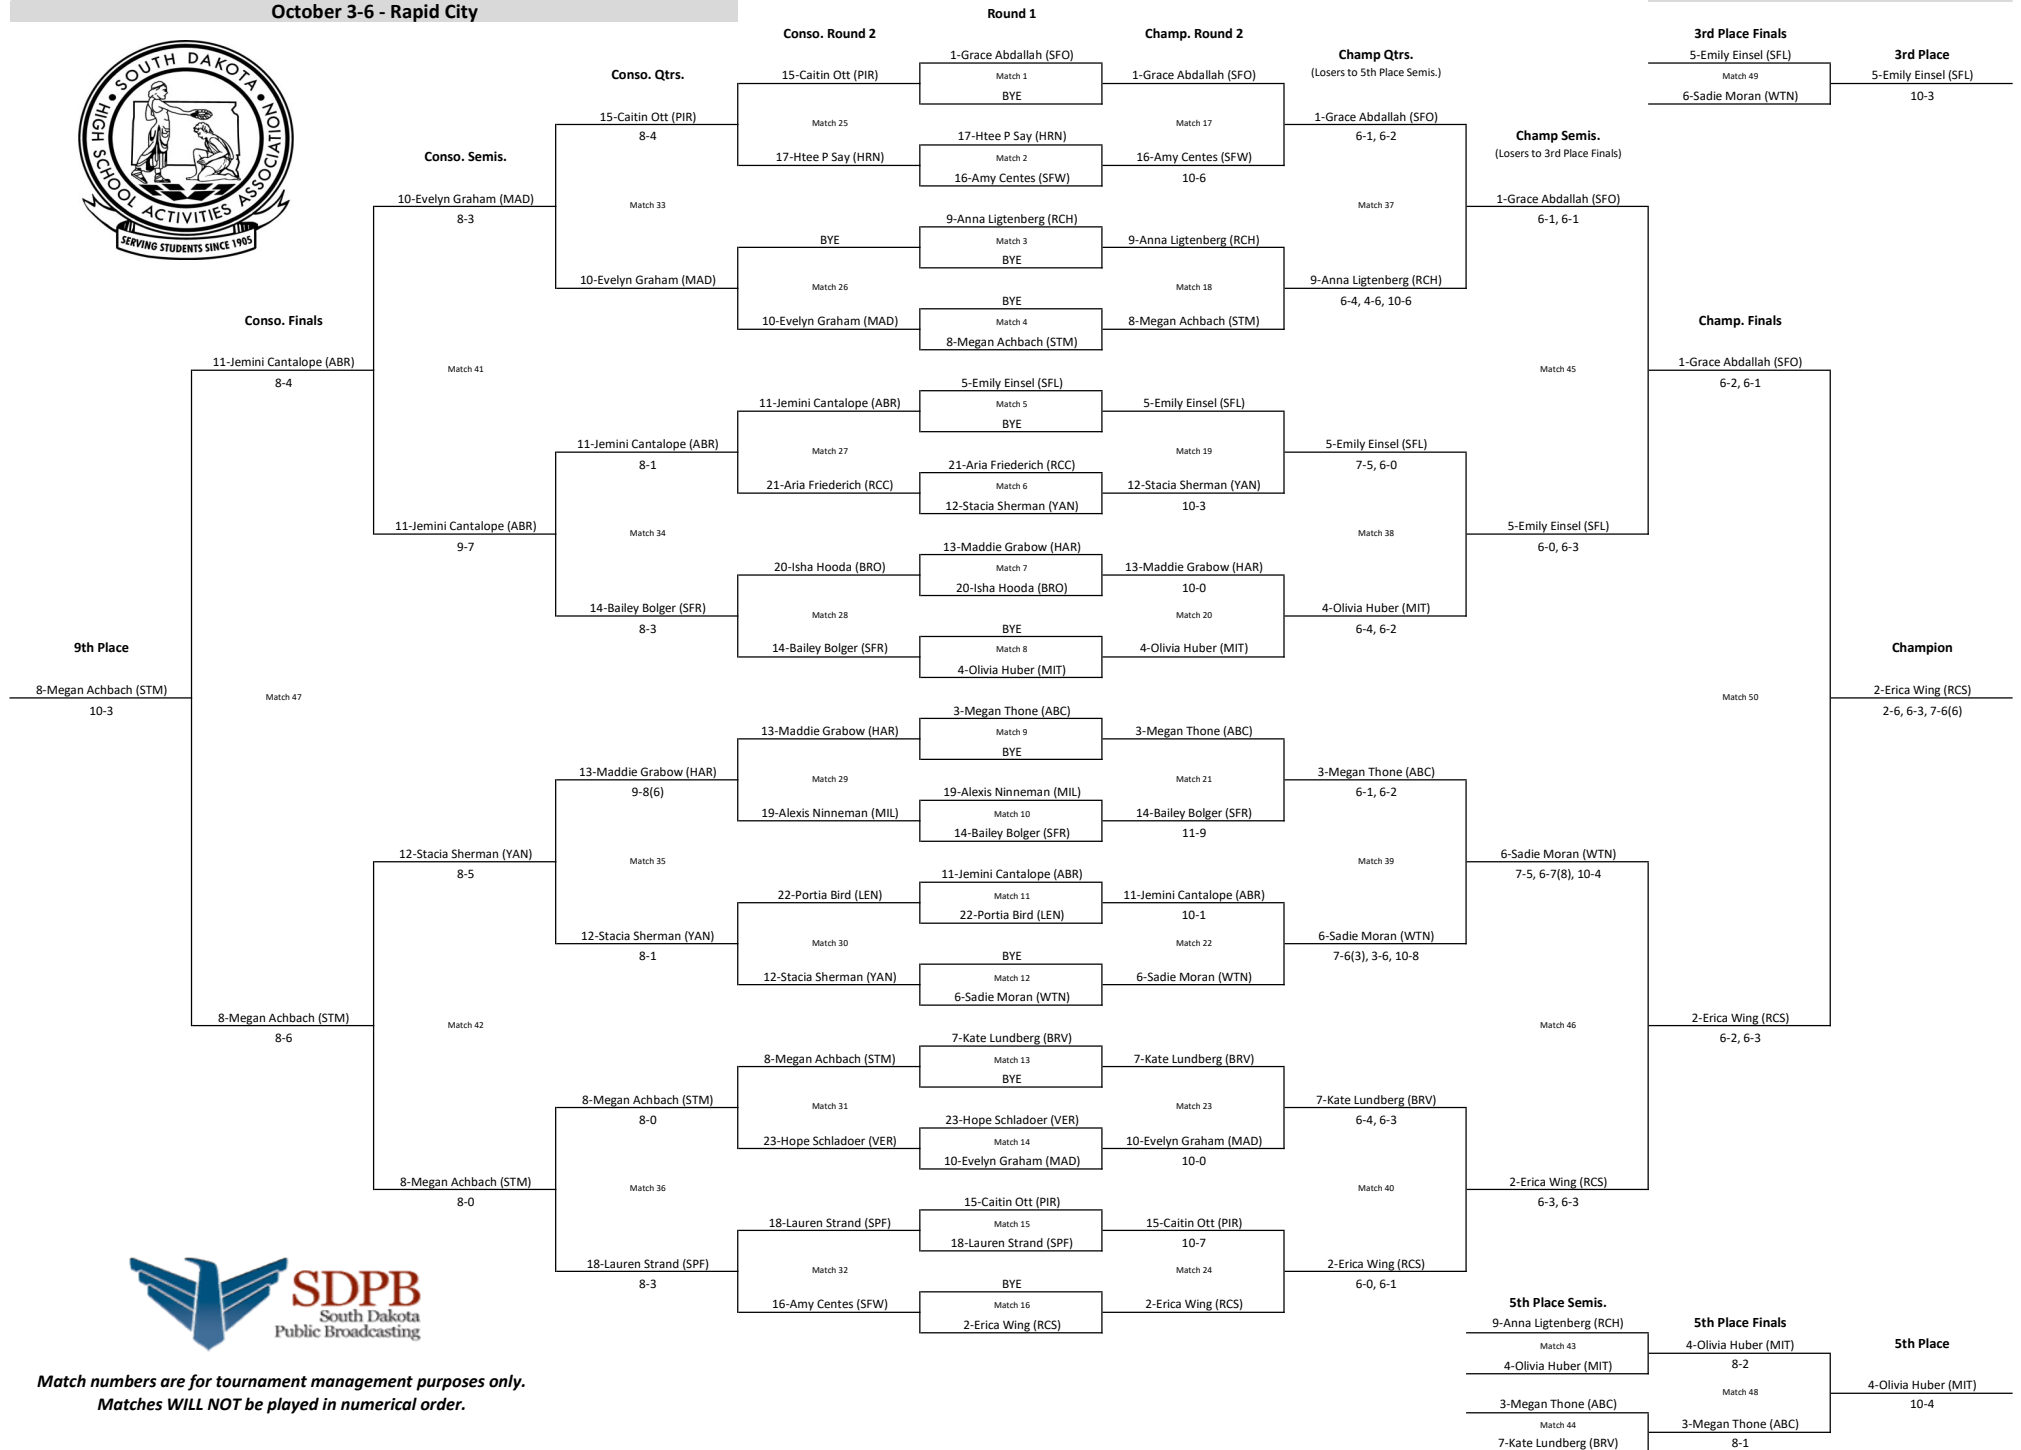 October 3-6 - Rapid City
Round 1
Conso. Round 2
Champ. Round 2
3rd Place Finals
1-Grace Abdallah (SFO)
Champ Qtrs.
5-Emily Einsel (SFL)
3rd Place
Conso. Qtrs.
15-Caitin Ott (PIR)
Match 1
1-Grace Abdallah (SFO)
(Losers to 5th Place Semis.)
Match 49
5-Emily Einsel (SFL)
BYE
6-Sadie Moran (WTN)
10-3
15-Caitin Ott (PIR)
Match 25
Match 17
1-Grace Abdallah (SFO)
8-4
17-Htee P Say (HRN)
6-1, 6-2
Champ Semis.
Conso. Semis.
17-Htee P Say (HRN)
Match 2
16-Amy Centes (SFW)
(Losers to 3rd Place Finals)
16-Amy Centes (SFW)
10-6
10-Evelyn Graham (MAD)
Match 33
Match 37
1-Grace Abdallah (SFO)
8-3
9-Anna Ligtenberg (RCH)
6-1, 6-1
BYE
Match 3
9-Anna Ligtenberg (RCH)
BYE
10-Evelyn Graham (MAD)
Match 26
Match 18
9-Anna Ligtenberg (RCH)
BYE
6-4, 4-6, 10-6
Conso. Finals
10-Evelyn Graham (MAD)
Match 4
8-Megan Achbach (STM)
Champ. Finals
8-Megan Achbach (STM)
11-Jemini Cantalope (ABR)
Match 41
Match 45
1-Grace Abdallah (SFO)
8-4
5-Emily Einsel (SFL)
6-2, 6-1
11-Jemini Cantalope (ABR)
Match 5
5-Emily Einsel (SFL)
BYE
11-Jemini Cantalope (ABR)
Match 27
Match 19
5-Emily Einsel (SFL)
8-1
21-Aria Friederich (RCC)
7-5, 6-0
21-Aria Friederich (RCC)
Match 6
12-Stacia Sherman (YAN)
12-Stacia Sherman (YAN)
10-3
11-Jemini Cantalope (ABR)
Match 34
Match 38
5-Emily Einsel (SFL)
9-7
13-Maddie Grabow (HAR)
6-0, 6-3
20-Isha Hooda (BRO)
Match 7
13-Maddie Grabow (HAR)
20-Isha Hooda (BRO)
10-0
14-Bailey Bolger (SFR)
Match 28
Match 20
4-Olivia Huber (MIT)
8-3
BYE
6-4, 6-2
9th Place
14-Bailey Bolger (SFR)
Match 8
4-Olivia Huber (MIT)
Champion
4-Olivia Huber (MIT)
8-Megan Achbach (STM)
Match 47
Match 50
2-Erica Wing (RCS)
10-3
3-Megan Thone (ABC)
2-6, 6-3, 7-6(6)
13-Maddie Grabow (HAR)
Match 9
3-Megan Thone (ABC)
BYE
13-Maddie Grabow (HAR)
Match 29
Match 21
3-Megan Thone (ABC)
9-8(6)
19-Alexis Ninneman (MIL)
6-1, 6-2
19-Alexis Ninneman (MIL)
Match 10
14-Bailey Bolger (SFR)
14-Bailey Bolger (SFR)
11-9
12-Stacia Sherman (YAN)
Match 35
Match 39
6-Sadie Moran (WTN)
8-5
11-Jemini Cantalope (ABR)
7-5, 6-7(8), 10-4
22-Portia Bird (LEN)
Match 11
11-Jemini Cantalope (ABR)
22-Portia Bird (LEN)
10-1
12-Stacia Sherman (YAN)
Match 30
Match 22
6-Sadie Moran (WTN)
8-1
BYE
7-6(3), 3-6, 10-8
12-Stacia Sherman (YAN)
Match 12
6-Sadie Moran (WTN)
6-Sadie Moran (WTN)
8-Megan Achbach (STM)
Match 42
Match 46
2-Erica Wing (RCS)
8-6
7-Kate Lundberg (BRV)
6-2, 6-3
8-Megan Achbach (STM)
Match 13
7-Kate Lundberg (BRV)
BYE
8-Megan Achbach (STM)
Match 31
Match 23
7-Kate Lundberg (BRV)
8-0
23-Hope Schladoer (VER)
6-4, 6-3
23-Hope Schladoer (VER)
Match 14
10-Evelyn Graham (MAD)
10-Evelyn Graham (MAD)
10-0
8-Megan Achbach (STM)
Match 36
Match 40
2-Erica Wing (RCS)
8-0
15-Caitin Ott (PIR)
6-3, 6-3
18-Lauren Strand (SPF)
Match 15
15-Caitin Ott (PIR)
18-Lauren Strand (SPF)
10-7
18-Lauren Strand (SPF)
Match 32
Match 24
2-Erica Wing (RCS)
8-3
BYE
6-0, 6-1
16-Amy Centes (SFW)
Match 16
2-Erica Wing (RCS)
5th Place Semis.
2-Erica Wing (RCS)
9-Anna Ligtenberg (RCH)
5th Place Finals
Match 43
4-Olivia Huber (MIT)
5th Place
4-Olivia Huber (MIT)
8-2
Match 48
4-Olivia Huber (MIT)
3-Megan Thone (ABC)
10-4
Match 44
3-Megan Thone (ABC)
7-Kate Lundberg (BRV)
8-1
SOUTH DAKOTA
HIGH SCHOOL ACTIVITIES ASSOCIATION
SERVING STUDENTS SINCE 1905
SDPB
South Dakota
Public Broadcasting
Match numbers are for tournament management purposes only.
Matches WILL NOT be played in numerical order.